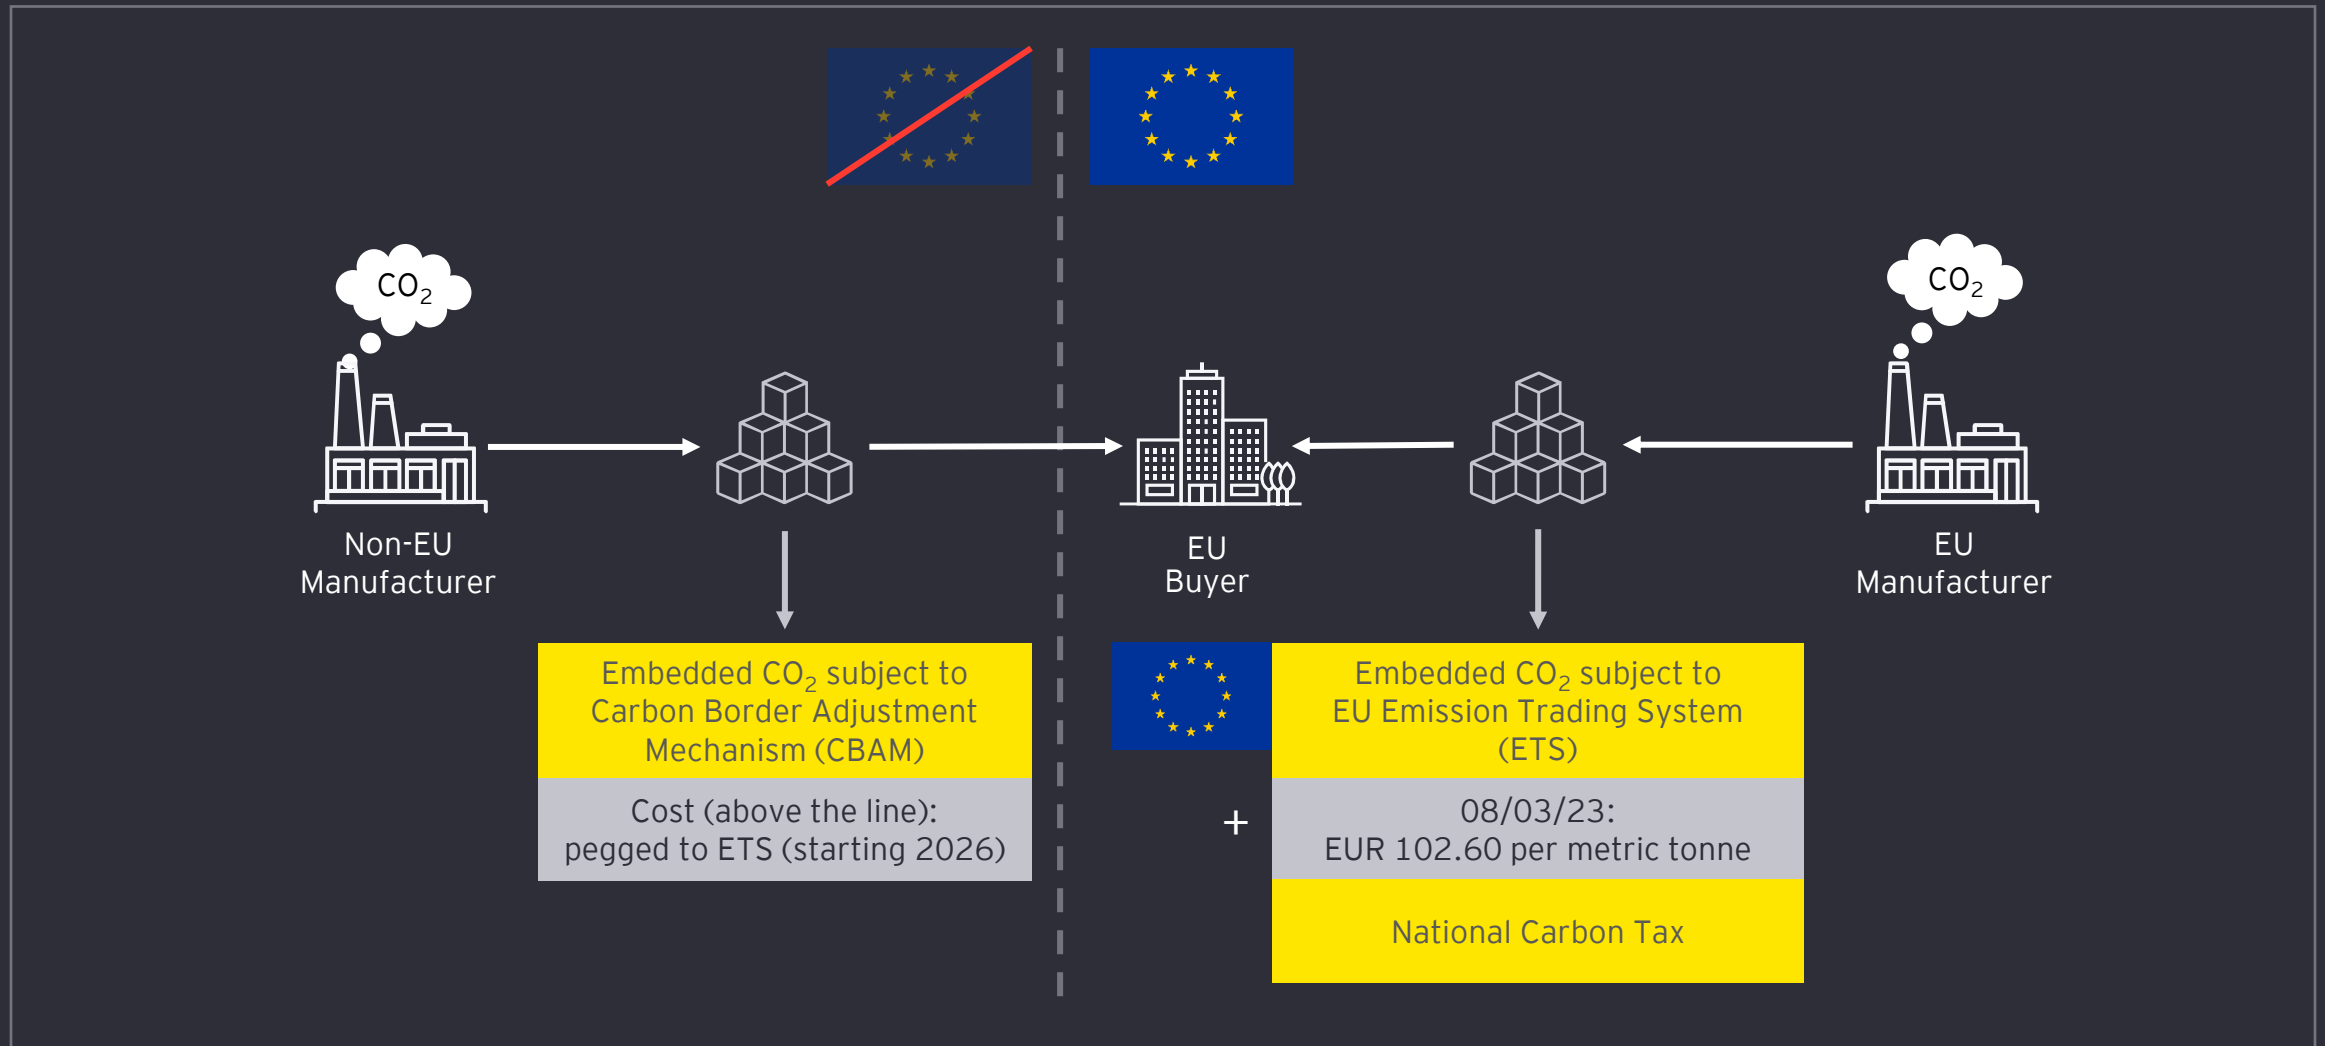 CO₂
CO₂
Non-EU
Manufacturer
EU
Buyer
EU
Manufacturer
Embedded CO₂ subject to
Carbon Border Adjustment
Mechanism (CBAM)
Cost (above the line):
pegged to ETS (starting 2026)
Embedded CO₂ subject to
EU Emission Trading System
(ETS)
+
08/03/23:
EUR 102.60 per metric tonne
National Carbon Tax